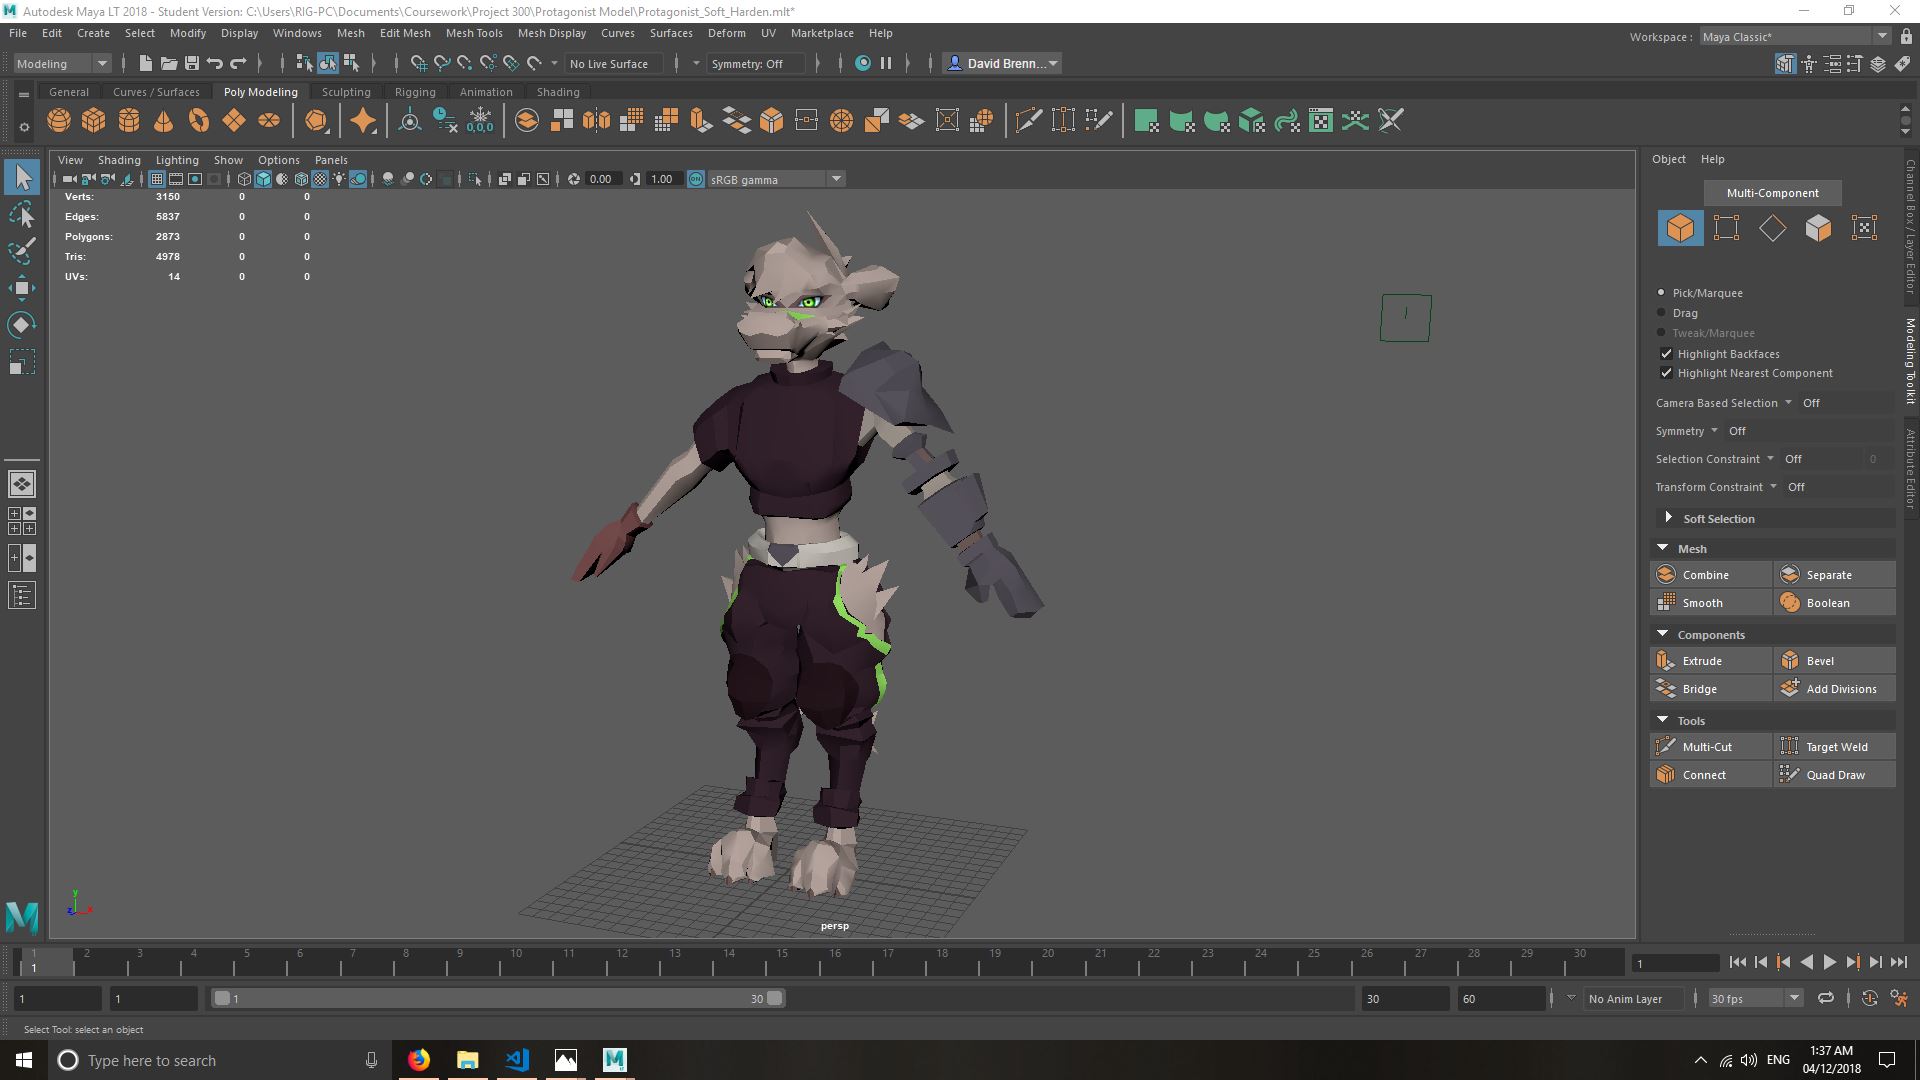 Autodesk Maya LT 2018 - Student Version: C:\Users\RIG-PC\Documents\Coursework\Project 300\Protagonist Model\Protagonist_Soft_Harden.mlt*
File Edit Create Select Modify Display Windows Mesh Edit Mesh Mesh Tools Mesh Display Curves Surfaces Deform UV Marketplace Help
Workspace : Maya Classic*
Modeling No Live Surface Symmetry: Off David Brenn...
General Curves / Surfaces Poly Modeling Sculpting Rigging Animation Shading
0,0,0
View Shading Lighting Show Options Panels
0.00 1.00 ON sRGB gamma
Verts: 3150 0 0
Edges: 5837 0 0
Polygons: 2873 0 0
Tris: 4978 0 0
UVs: 14 0 0
persp
y
z x
Object Help
Multi-Component
Pick/Marquee
Drag
Tweak/Marquee
Highlight Backfaces
Highlight Nearest Component
Camera Based Selection Off
Symmetry Off
Selection Constraint Off 0
Transform Constraint Off
Soft Selection
Mesh
Combine Separate
Smooth Boolean
Components
Extrude Bevel
Bridge Add Divisions
Tools
Multi-Cut Target Weld
Connect Quad Draw
Channel Box / Layer Editor
Modeling Toolkit
Attribute Editor
1 2 3 4 5 6 7 8 9 10 11 12 13 14 15 16 17 18 19 20 21 22 23 24 25 26 27 28 29 30
1 1
1 1 1 30 30 60 No Anim Layer 30 fps
Select Tool: select an object
Type here to search
ENG
1:37 AM
04/12/2018